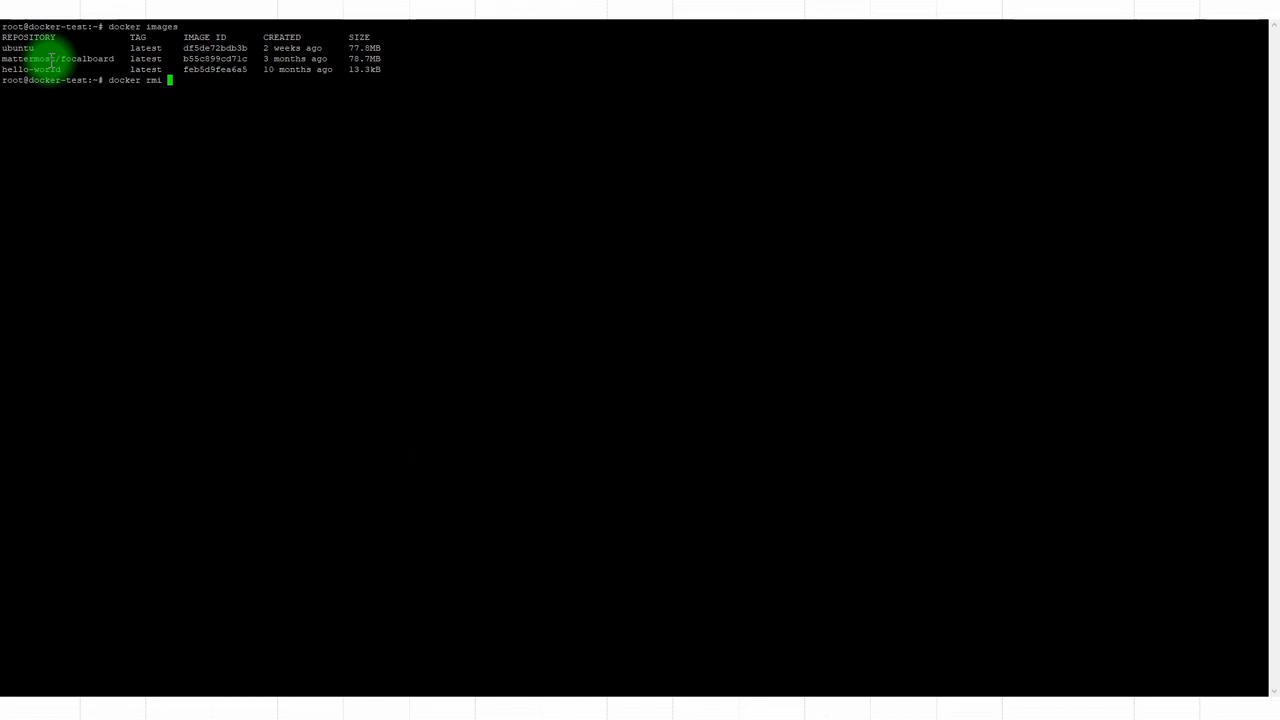 root@docker-test:~# docker images
REPOSITORY TAG IMAGE ID CREATED SIZE
ubuntu latest df5de72bdb3b 2 weeks ago 77.8MB
mattermost/focalboard latest b55c899cd71c 3 months ago 78.7MB
hello-world latest feb5d9fea6a5 10 months ago 13.3kB
root@docker-test:~# docker rmi